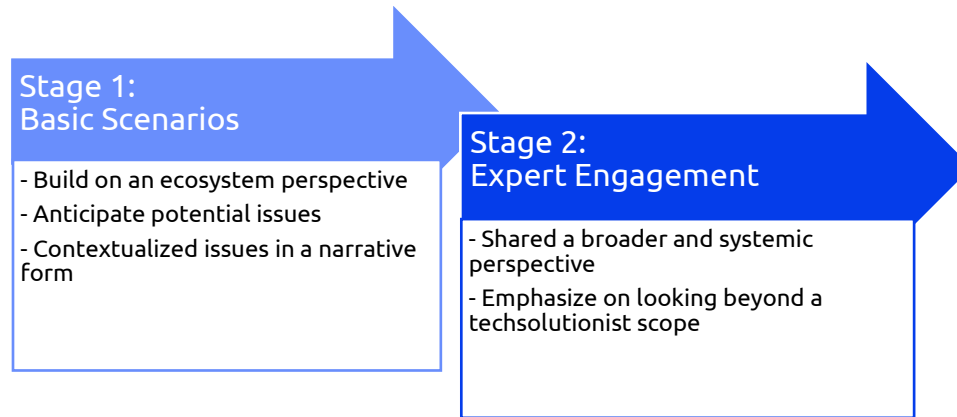 Stage 1:
Basic Scenarios
- Build on an ecosystem perspective
- Anticipate potential issues
- Contextualized issues in a narrative
form
Stage 2:
Expert Engagement
- Shared a broader and systemic
perspective
- Emphasize on looking beyond a
techsolutionist scope